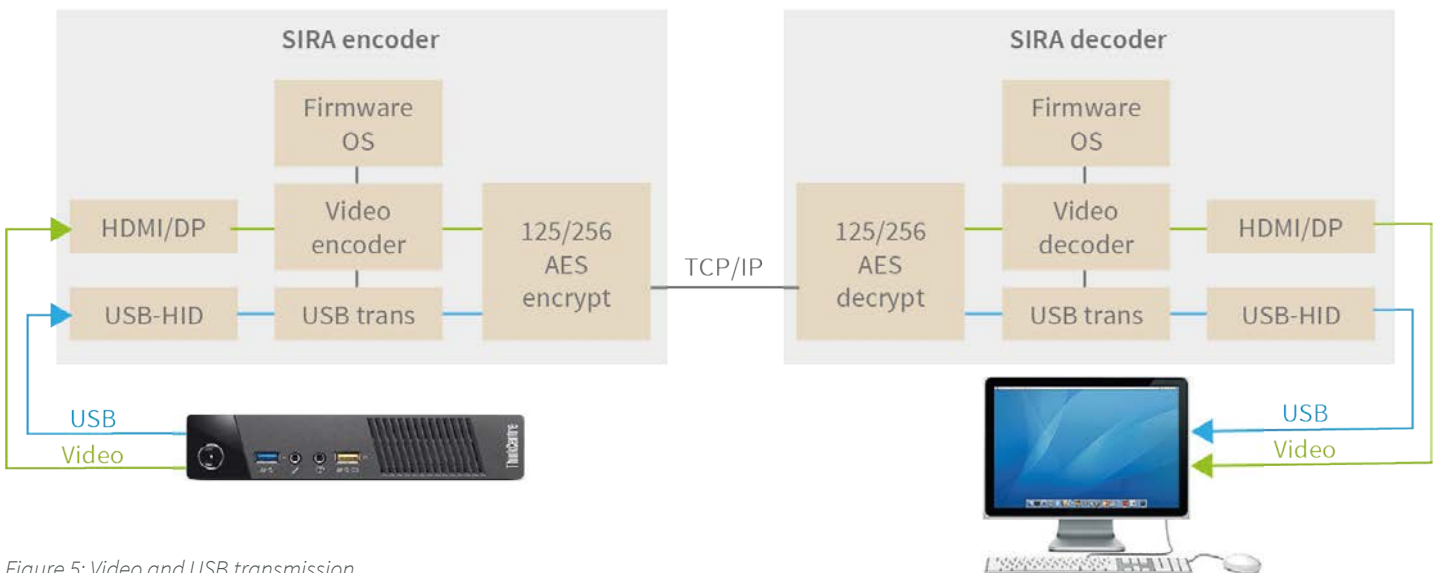 SIRA encoder
Firmware
OS
HDMI/DP
Video
encoder
125/256
AES
encrypt
USB-HID
USB trans
TCP/IP
SIRA decoder
Firmware
OS
125/256
AES
decrypt
Video
decoder
HDMI/DP
USB trans
USB-HID
USB
Video
ThinkCentre
USB
Video
Figure 5: Video and USB transmission